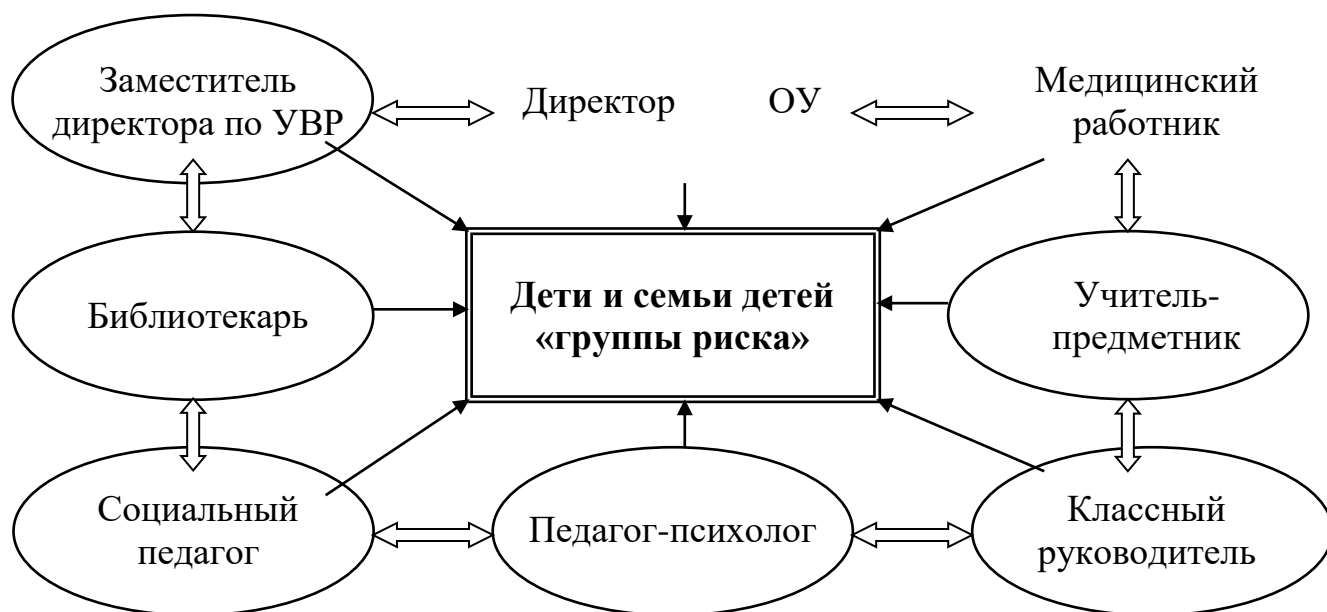 Заместитель
директора по УВР
Директор ОУ
Медицинский
работник
Библиотекарь
Дети и семьи детей
«группы риска»
Учитель-
предметник
Социальный
педагог
Педагог-психолог
Классный
руководитель